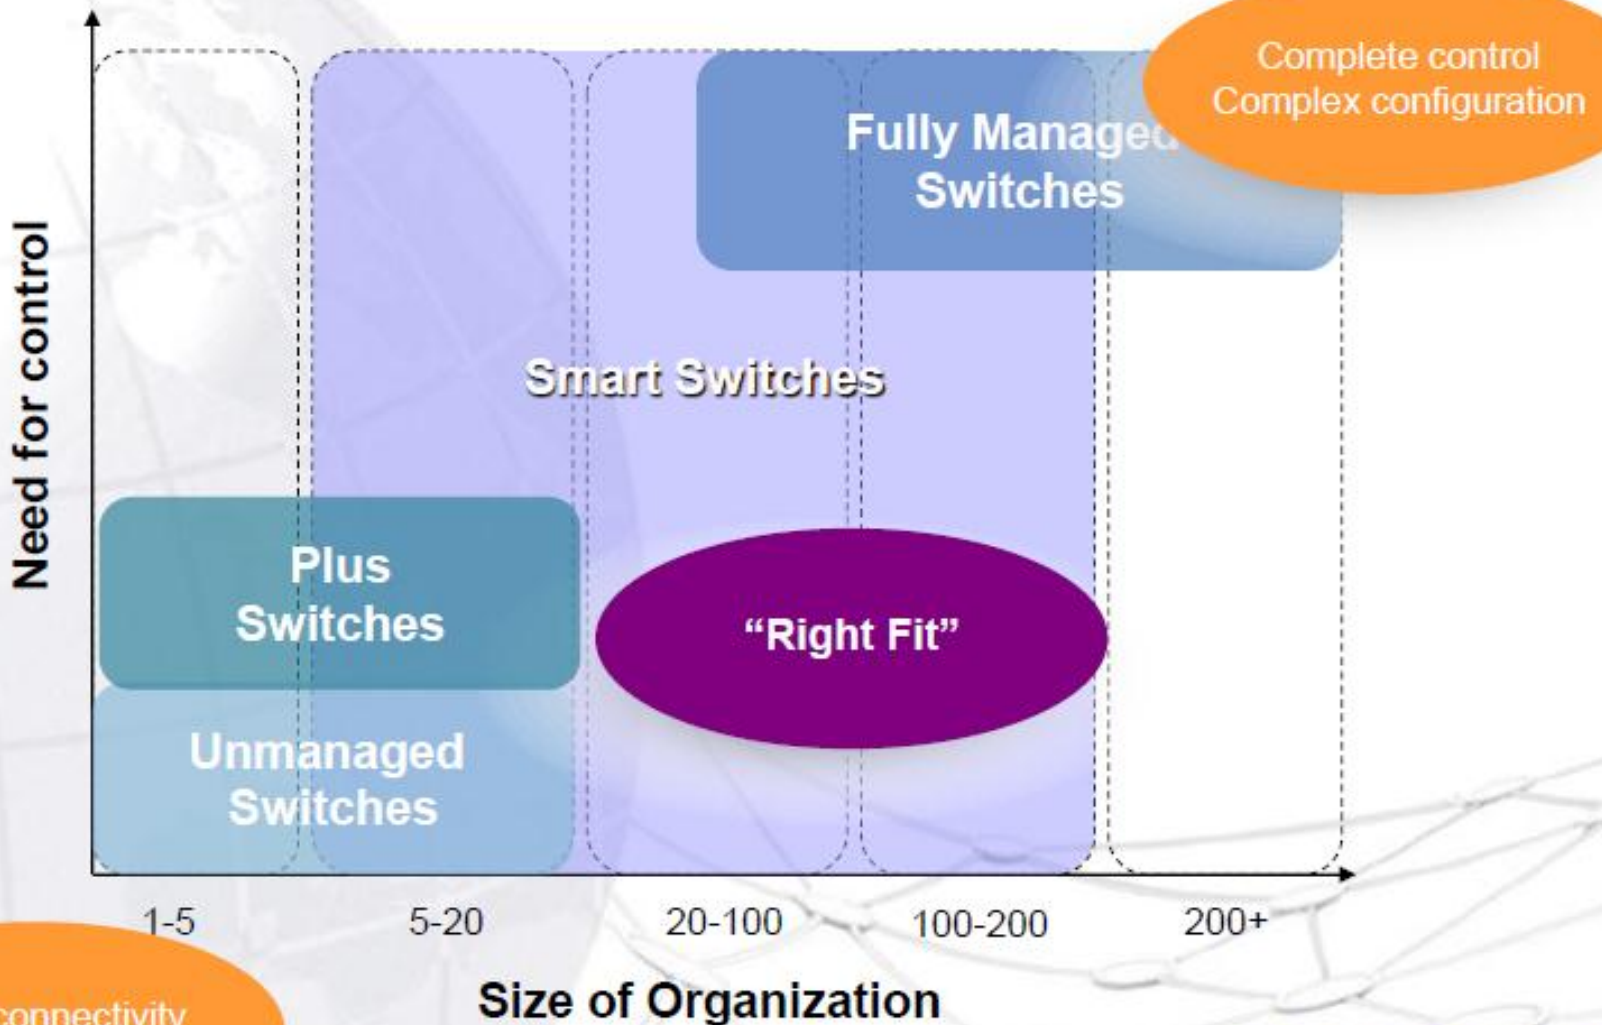 Complete control
Complex configuration
Fully Managed
Switches
Need for control
Smart Switches
Plus
Switches
“Right Fit”
Unmanaged
Switches
1-5
5-20
20-100
100-200
200+
Size of Organization
connectivity